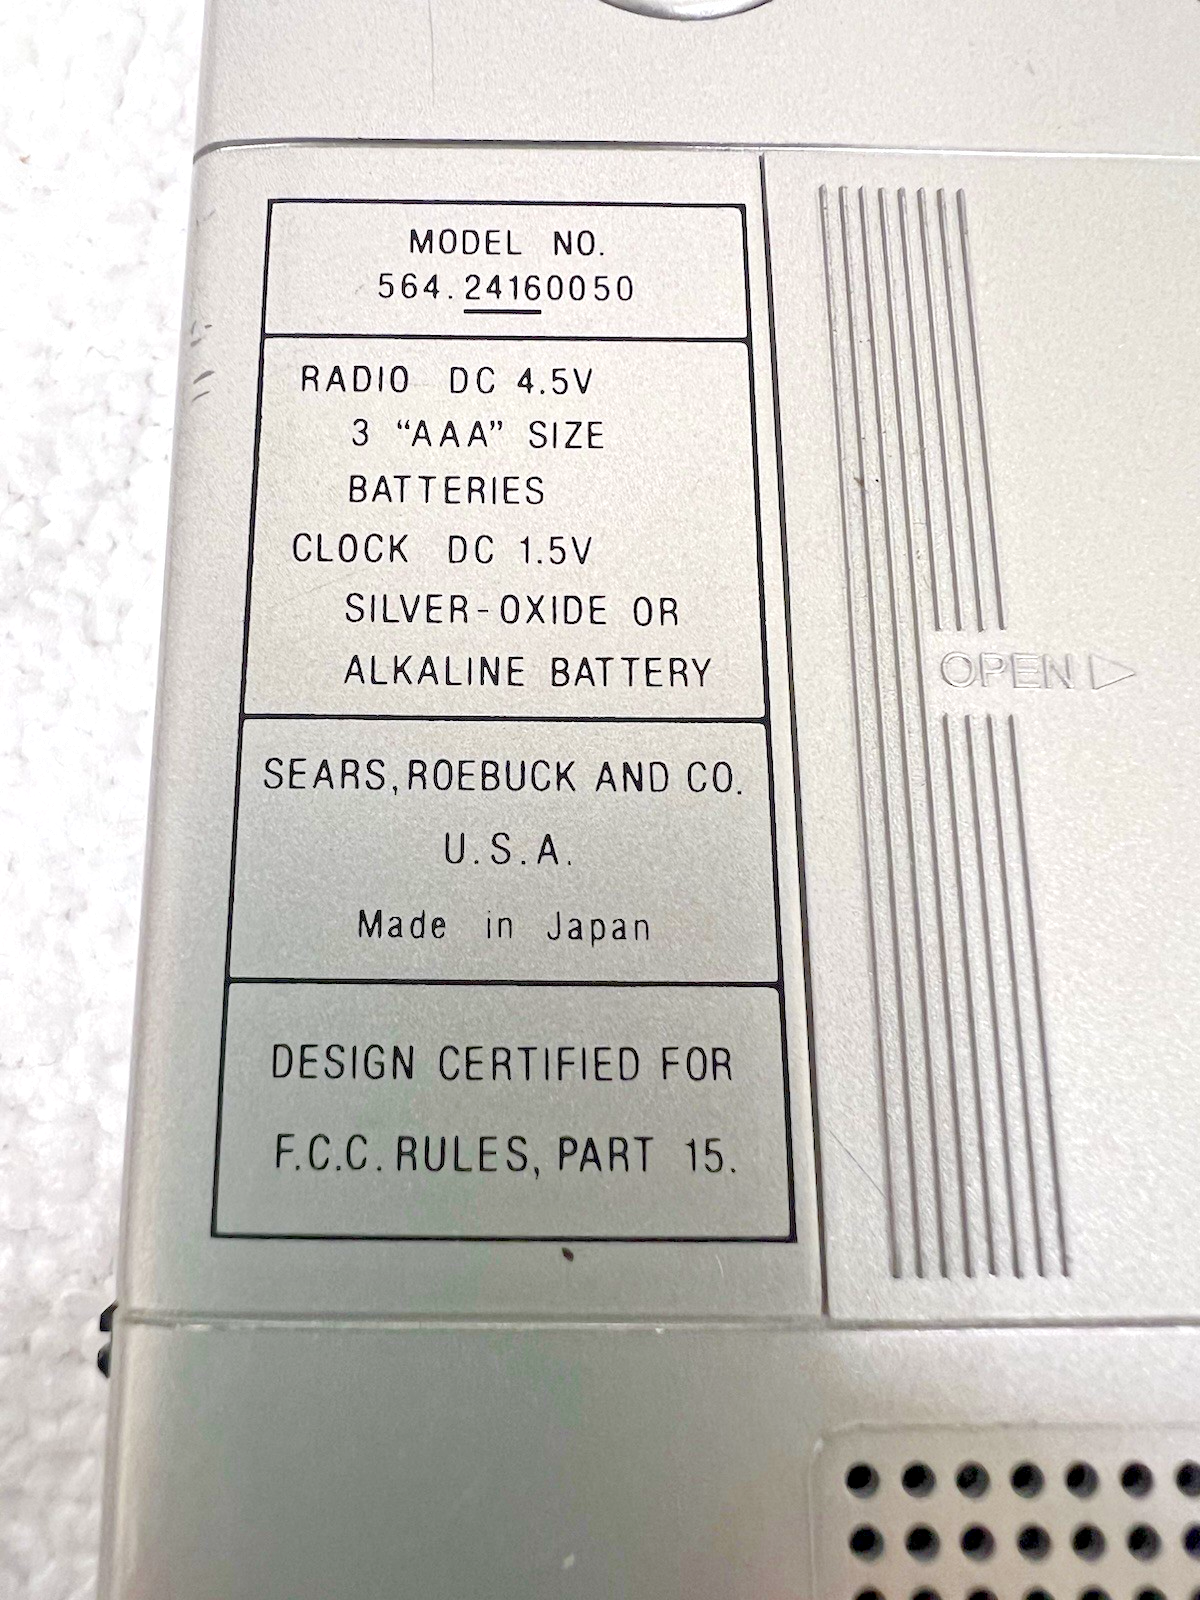 MODEL NO.
564.24160050
RADIO DC 4.5V
3 “AAA” SIZE
BATTERIES
CLOCK DC 1.5V
SILVER-OXIDE OR
ALKALINE BATTERY
SEARS, ROEBUCK AND CO.
U.S.A.
Made in Japan
DESIGN CERTIFIED FOR
F.C.C. RULES, PART 15.
OPEN